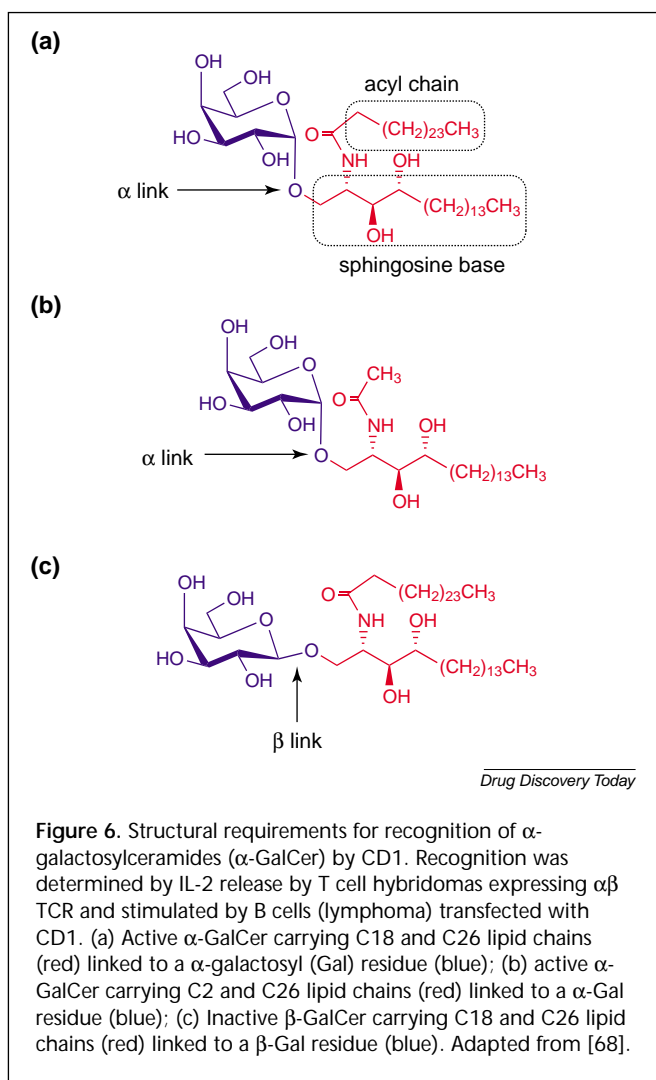 (a)
OH
OH
O
HO
OH
acyl chain
O
(CH2)23CH3
NH
OH
α link
O
(CH2)13CH3
OH
sphingosine base
(b)
OH
OH
O
HO
OH
CH3
O
NH
OH
α link
O
(CH2)13CH3
OH
(c)
OH
OH
O
HO
OH
O
O
(CH2)23CH3
NH
OH
(CH2)13CH3
OH
β link
Drug Discovery Today
Figure 6. Structural requirements for recognition of α-
galactosylceramides (α-GalCer) by CD1. Recognition was
determined by IL-2 release by T cell hybridomas expressing αβ
TCR and stimulated by B cells (lymphoma) transfected with
CD1. (a) Active α-GalCer carrying C18 and C26 lipid chains
(red) linked to a α-galactosyl (Gal) residue (blue); (b) active α-
GalCer carrying C2 and C26 lipid chains (red) linked to a α-Gal
residue (blue); (c) Inactive β-GalCer carrying C18 and C26 lipid
chains (red) linked to a β-Gal residue (blue). Adapted from [68].